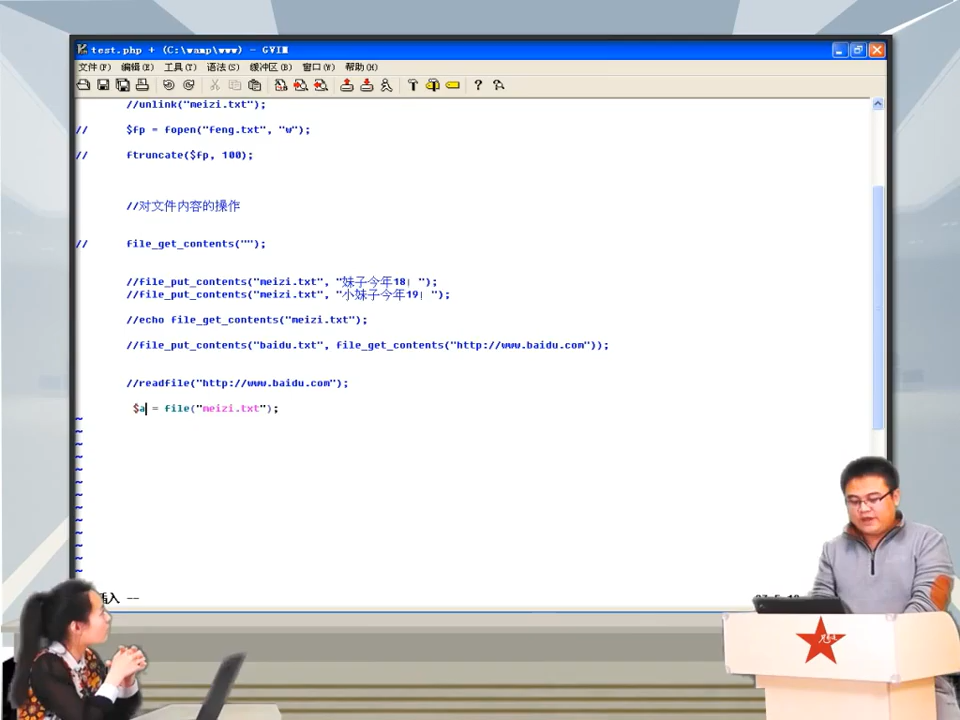 test.php + (C:\wamp\www) - GVIM
文件(F) 编辑(E) 工具(T) 语法(S) 缓冲区(B) 窗口(W) 帮助(H)
//unlink("meizi.txt");
// $fp = fopen("feng.txt", "w");
// ftruncate($fp, 100);
//对文件内容的操作
// file_get_contents("");
//file_put_contents("meizi.txt", "妹子今年18! ");
//file_put_contents("meizi.txt", "小妹子今年19! ");
//echo file_get_contents("meizi.txt");
//file_put_contents("baidu.txt", file_get_contents("http://www.baidu.com"));
//readfile("http://www.baidu.com");
$a = file("meizi.txt");
~
~
~
~
~
~
~
~
~
~
~
~
~
插入 --